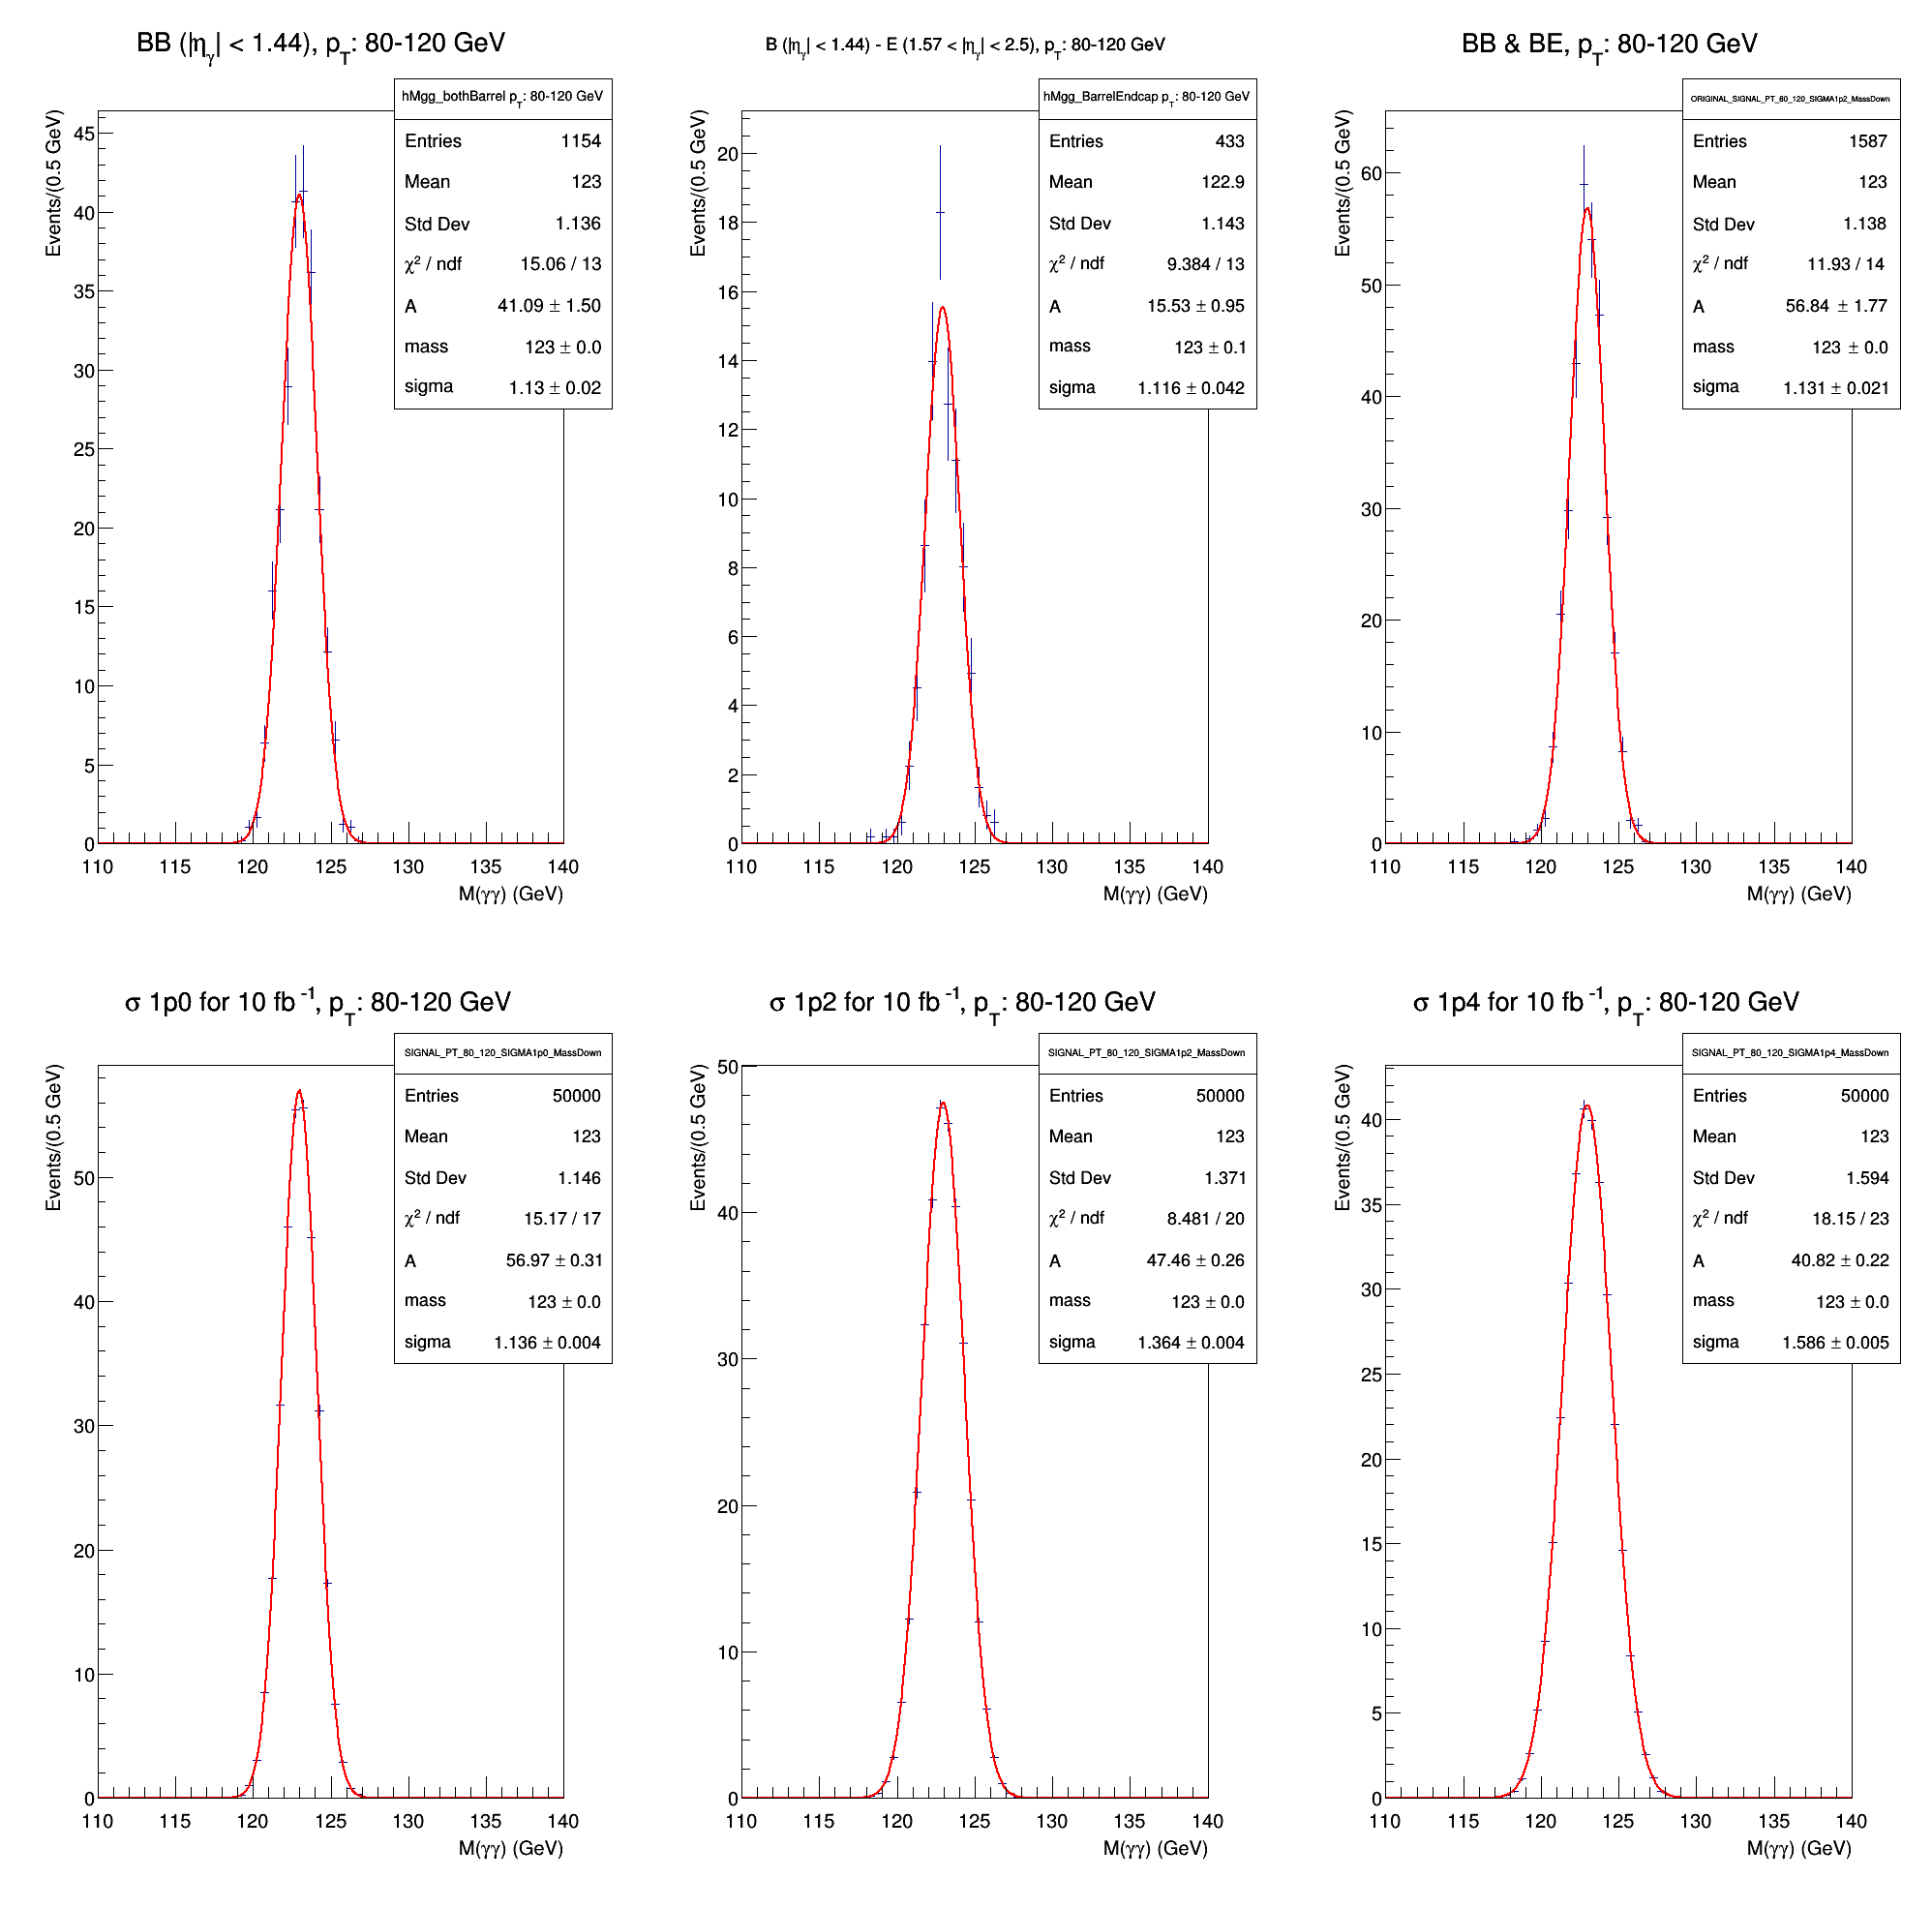 BB (|ηγ| < 1.44), pT: 80-120 GeV
Events/(0.5 GeV)
hMgg_bothBarrel pT: 80-120 GeV
Entries 1154
Mean 123
Std Dev 1.136
χ2 / ndf 15.06 / 13
A 41.09 ± 1.50
mass 123 ± 0.0
sigma 1.13 ± 0.02
45
40
35
30
25
20
15
10
5
0
110 115 120 125 130 135 140
M(γγ) (GeV)
B (|ηγ| < 1.44) - E (1.57 < |ηγ| < 2.5), pT: 80-120 GeV
Events/(0.5 GeV)
hMgg_BarrelEndcap pT: 80-120 GeV
Entries 433
Mean 122.9
Std Dev 1.143
χ2 / ndf 9.384 / 13
A 15.53 ± 0.95
mass 123 ± 0.1
sigma 1.116 ± 0.042
20
18
16
14
12
10
8
6
4
2
0
110 115 120 125 130 135 140
M(γγ) (GeV)
BB & BE, pT: 80-120 GeV
Events/(0.5 GeV)
ORIGINAL_SIGNAL_PT_80_120_SIGMA1p2_MassDown
Entries 1587
Mean 123
Std Dev 1.138
χ2 / ndf 11.93 / 14
A 56.84 ± 1.77
mass 123 ± 0.0
sigma 1.131 ± 0.021
60
50
40
30
20
10
0
110 115 120 125 130 135 140
M(γγ) (GeV)
σ 1p0 for 10 fb-1, pT: 80-120 GeV
Events/(0.5 GeV)
SIGNAL_PT_80_120_SIGMA1p0_MassDown
Entries 50000
Mean 123
Std Dev 1.146
χ2 / ndf 15.17 / 17
A 56.97 ± 0.31
mass 123 ± 0.0
sigma 1.136 ± 0.004
50
40
30
20
10
0
110 115 120 125 130 135 140
M(γγ) (GeV)
σ 1p2 for 10 fb-1, pT: 80-120 GeV
Events/(0.5 GeV)
SIGNAL_PT_80_120_SIGMA1p2_MassDown
Entries 50000
Mean 123
Std Dev 1.371
χ2 / ndf 8.481 / 20
A 47.46 ± 0.26
mass 123 ± 0.0
sigma 1.364 ± 0.004
50
40
30
20
10
0
110 115 120 125 130 135 140
M(γγ) (GeV)
σ 1p4 for 10 fb-1, pT: 80-120 GeV
Events/(0.5 GeV)
SIGNAL_PT_80_120_SIGMA1p4_MassDown
Entries 50000
Mean 123
Std Dev 1.594
χ2 / ndf 18.15 / 23
A 40.82 ± 0.22
mass 123 ± 0.0
sigma 1.586 ± 0.005
40
35
30
25
20
15
10
5
0
110 115 120 125 130 135 140
M(γγ) (GeV)